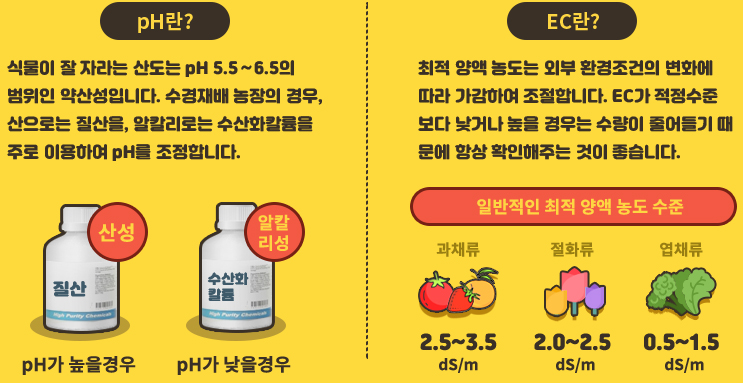 pH란?
식물이 잘 자라는 산도는 pH 5.5~6.5의
범위인 약산성입니다. 수경재배 농장의 경우,
산으로는 질산을, 알칼리로는 수산화칼륨을
주로 이용하여 pH를 조정합니다.
산성
질산
High Purity Chemicals
pH가 높을경우
알칼
리성
수산화
칼륨
High Purity Chemicals
pH가 낮을경우
EC란?
최적 양액 농도는 외부 환경조건의 변화에
따라 가감하여 조절합니다. EC가 적정수준
보다 낮거나 높을 경우는 수량이 줄어들기 때
문에 항상 확인해주는 것이 좋습니다.
일반적인 최적 양액 농도 수준
과채류
2.5~3.5
dS/m
절화류
2.0~2.5
dS/m
엽채류
0.5~1.5
dS/m